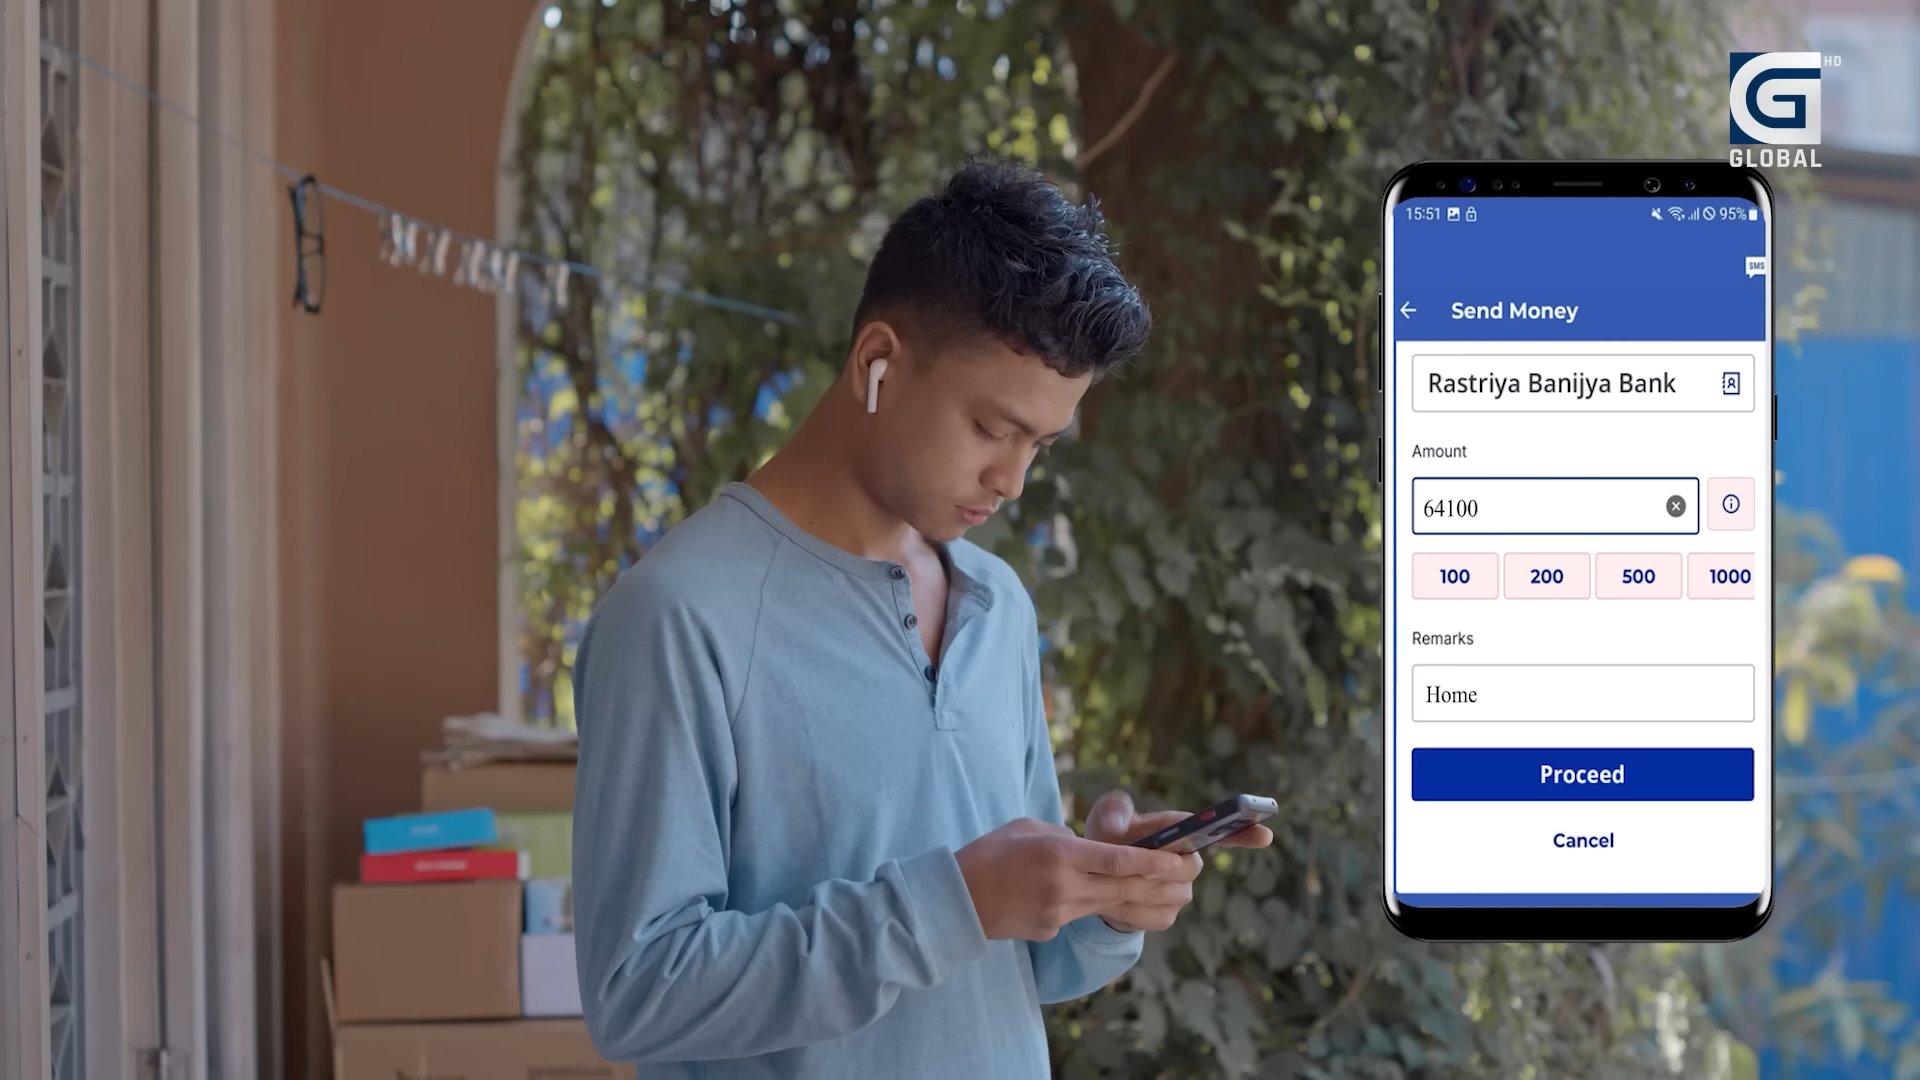 HD
GLOBAL
15:51
95%
SMS
Send Money
Rastriya Banijya Bank
Amount
64100
100 200 500 1000
Remarks
Home
Proceed
Cancel